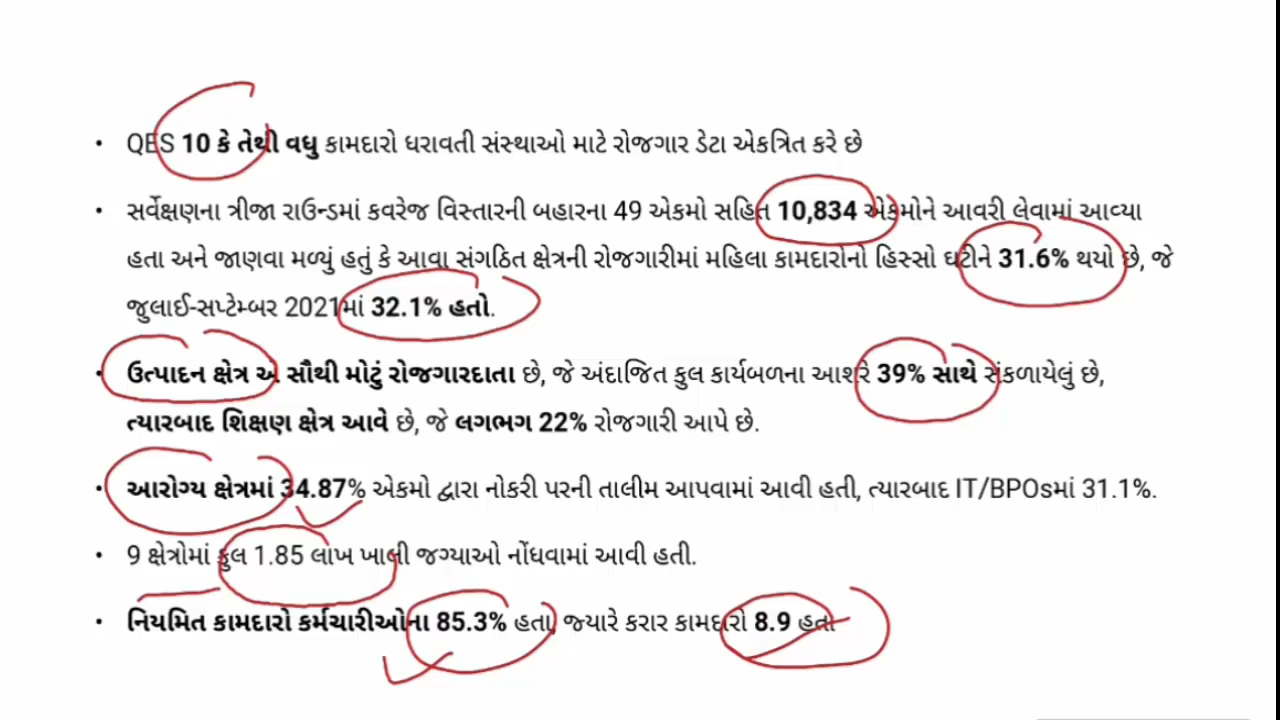 • QES 10 કે તેથી વધુ કામદારો ધરાવતી સંસ્થાઓ માટે રોજગાર ડેટા એકત્રિત કરે છે
• સર્વેક્ષણના ત્રીજા રાઉન્ડમાં કવરેજ વિસ્તારની બહારના 49 એકમો સહિત 10,834 એકમોને આવરી લેવામાં આવ્યા
હતા અને જાણવા મળ્યું હતું કે આવા સંગઠિત ક્ષેત્રની રોજગારીમાં મહિલા કામદારોનો હિસ્સો ઘટીને 31.6% થયો છે, જે
જુલાઈ-સપ્ટેમ્બર 2021માં 32.1% હતો.
• ઉત્પાદન ક્ષેત્ર એ સૌથી મોટું રોજગારદાતા છે, જે અંદાજિત કુલ કાર્યબળના આશરે 39% સાથે સંકળાયેલું છે,
ત્યારબાદ શિક્ષણ ક્ષેત્ર આવે છે, જે લગભગ 22% રોજગારી આપે છે.
• આરોગ્ય ક્ષેત્રમાં 34.87% એકમો દ્વારા નોકરી પરની તાલીમ આપવામાં આવી હતી, ત્યારબાદ IT/BPOsમાં 31.1%.
• 9 ક્ષેત્રોમાં કુલ 1.85 લાખ ખાલી જગ્યાઓ નોંધવામાં આવી હતી.
• નિયમિત કામદારો કર્મચારીઓના 85.3% હતા, જ્યારે કરાર કામદારો 8.9 હતા